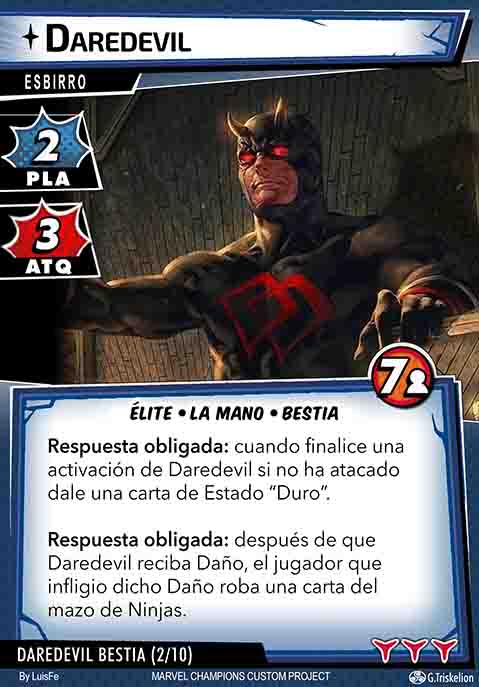 DAREDEVIL
ESBIRRO
2
PLA
3
ATQ
DD
7
ÉLITE • LA MANO • BESTIA
Respuesta obligada: cuando finalice una
activación de Daredevil si no ha atacado
dale una carta de Estado “Duro”.
Respuesta obligada: después de que
Daredevil reciba Daño, el jugador que
infligio dicho Daño roba una carta del
mazo de Ninjas.
DAREDEVIL BESTIA (2/10)
By LuisFe
MARVEL CHAMPIONS CUSTOM PROJECT
G.Triskelion